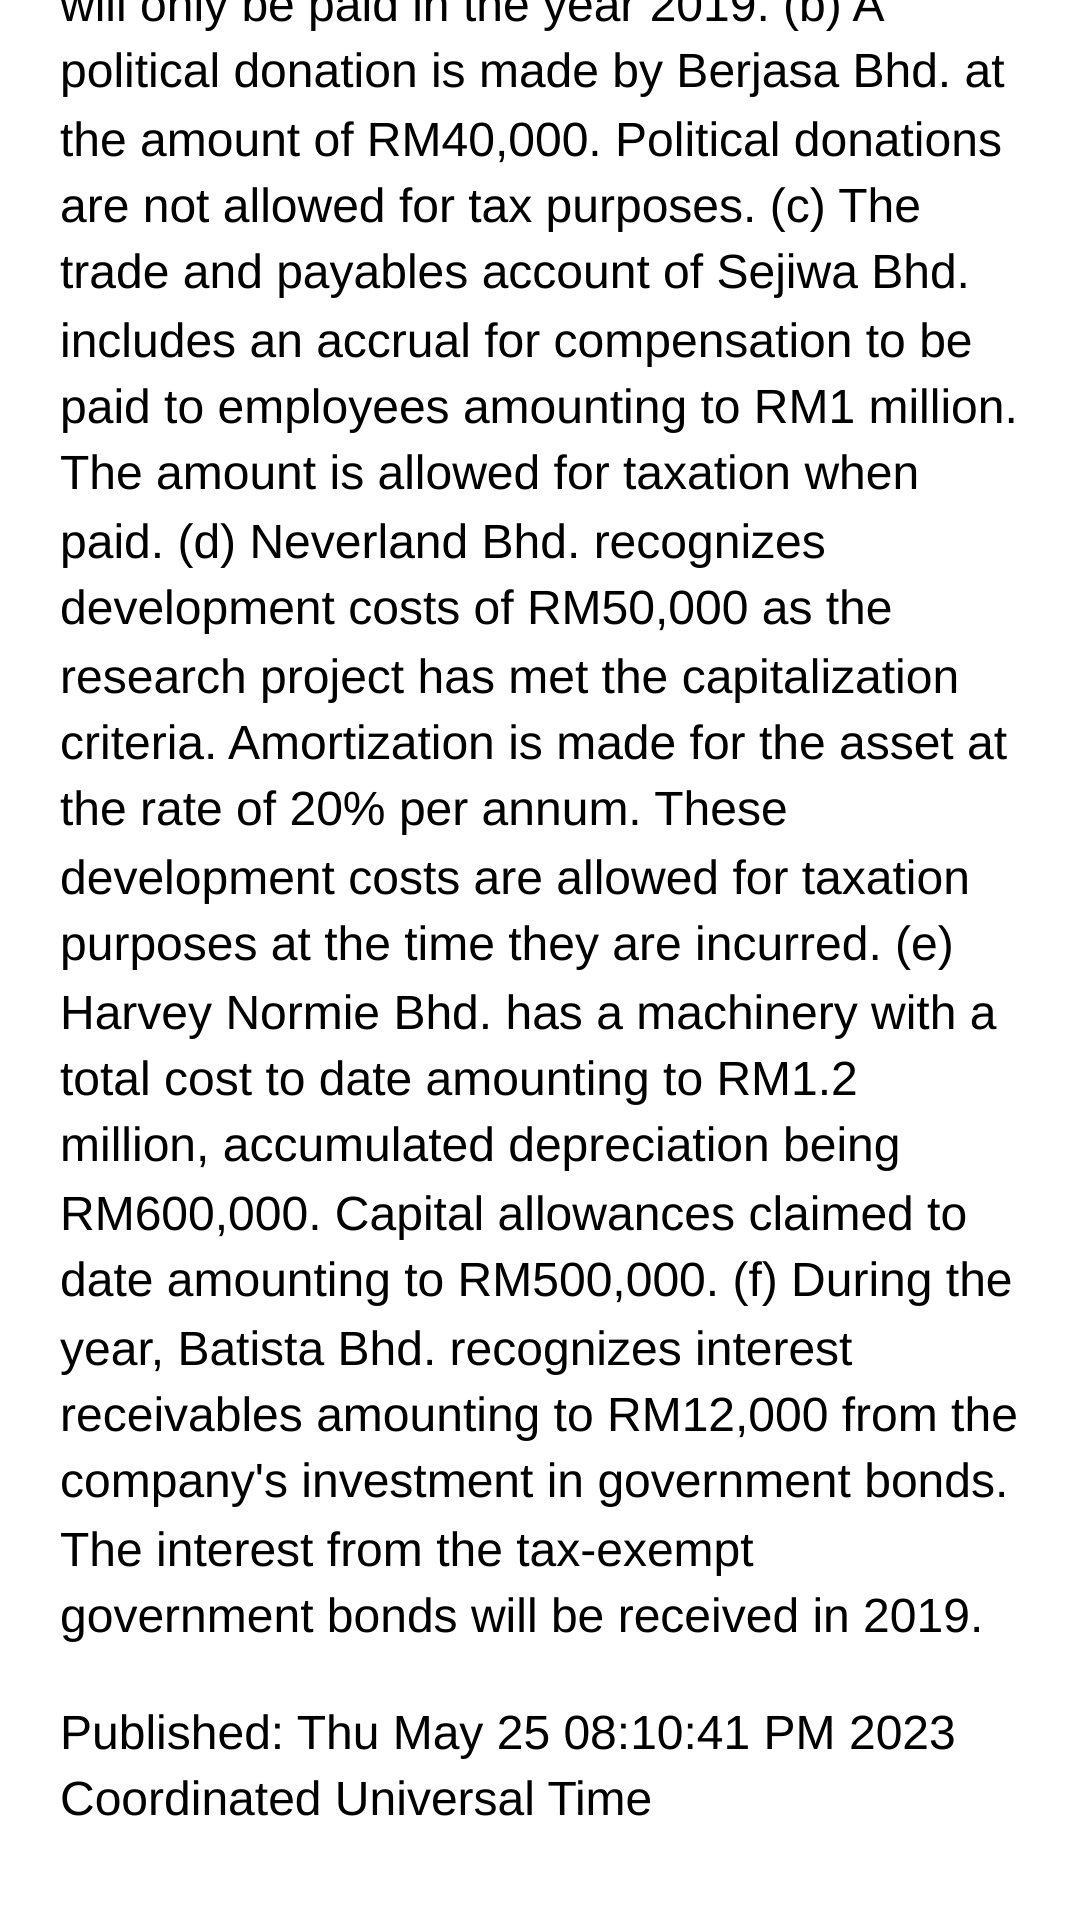 will only be paid in the year 2019. (b) A
political donation is made by Berjasa Bhd. at
the amount of RM40,000. Political donations
are not allowed for tax purposes. (c) The
trade and payables account of Sejiwa Bhd.
includes an accrual for compensation to be
paid to employees amounting to RM1 million.
The amount is allowed for taxation when
paid. (d) Neverland Bhd. recognizes
development costs of RM50,000 as the
research project has met the capitalization
criteria. Amortization is made for the asset at
the rate of 20% per annum. These
development costs are allowed for taxation
purposes at the time they are incurred. (e)
Harvey Normie Bhd. has a machinery with a
total cost to date amounting to RM1.2
million, accumulated depreciation being
RM600,000. Capital allowances claimed to
date amounting to RM500,000. (f) During the
year, Batista Bhd. recognizes interest
receivables amounting to RM12,000 from the
company's investment in government bonds.
The interest from the tax-exempt
government bonds will be received in 2019.
Published: Thu May 25 08:10:41 PM 2023
Coordinated Universal Time